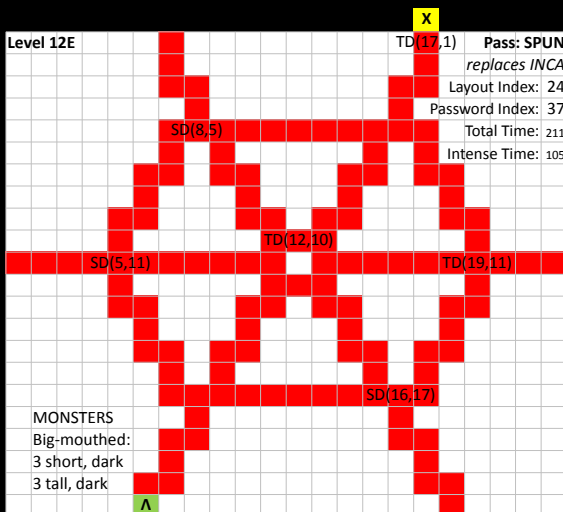 X
Level 12E
TD(17,1)
Pass: SPUN
replaces INCA
Layout Index: 24
Password Index: 37
SD(8,5)
Total Time: 211
Intense Time: 105
TD(12,10)
SD(5,11)
TD(19,11)
SD(16,17)
MONSTERS
Big-mouthed:
3 short, dark
3 tall, dark
Λ